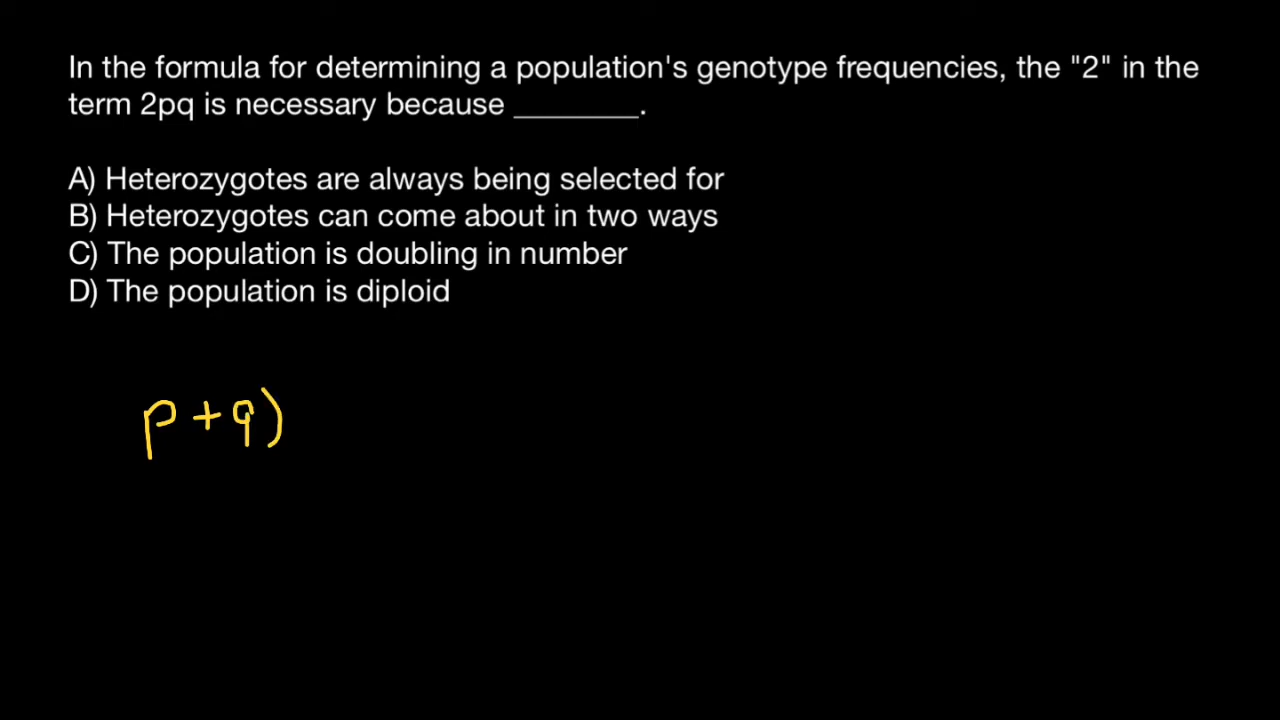 In the formula for determining a population's genotype frequencies, the "2" in the
term 2pq is necessary because ________.
A) Heterozygotes are always being selected for
B) Heterozygotes can come about in two ways
C) The population is doubling in number
D) The population is diploid
p + q)